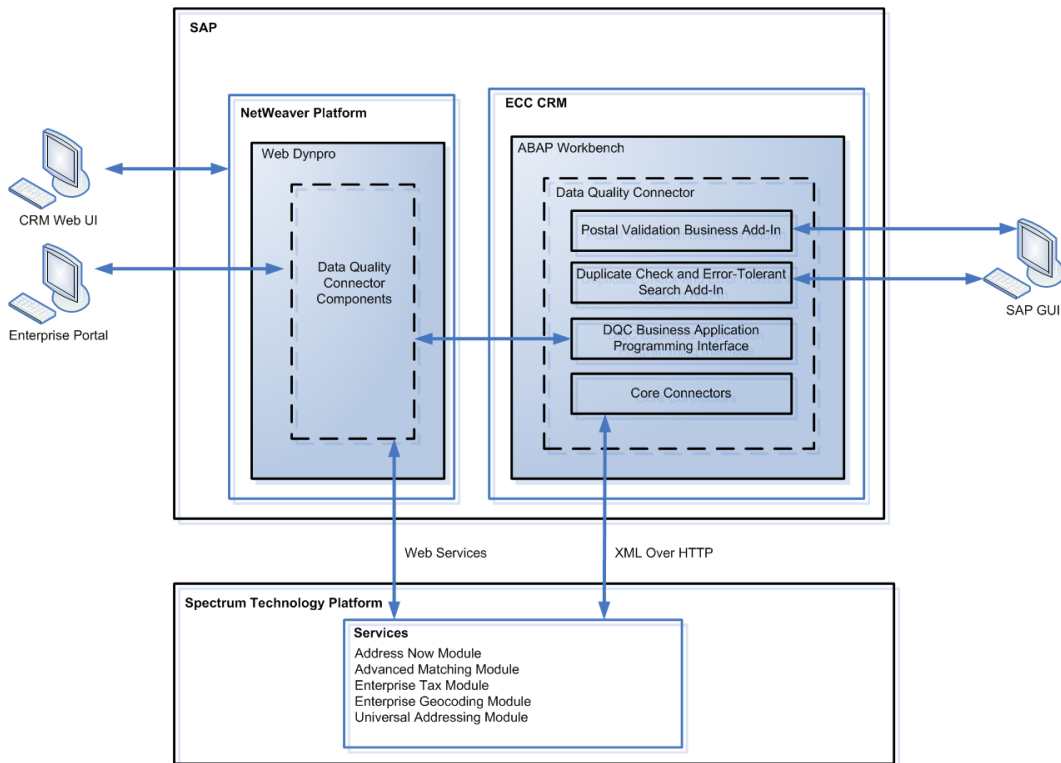 SAP
NetWeaver Platform
ECC CRM
Web Dynpro
ABAP Workbench
CRM Web UI
Enterprise Portal
Data Quality
Connector
Components
Data Quality Connector
Postal Validation Business Add-In
Duplicate Check and Error-Tolerant
Search Add-In
DQC Business Application
Programming Interface
Core Connectors
SAP GUI
Web Services
XML Over HTTP
Spectrum Technology Platform
Services
Address Now Module
Advanced Matching Module
Enterprise Tax Module
Enterprise Geocoding Module
Universal Addressing Module